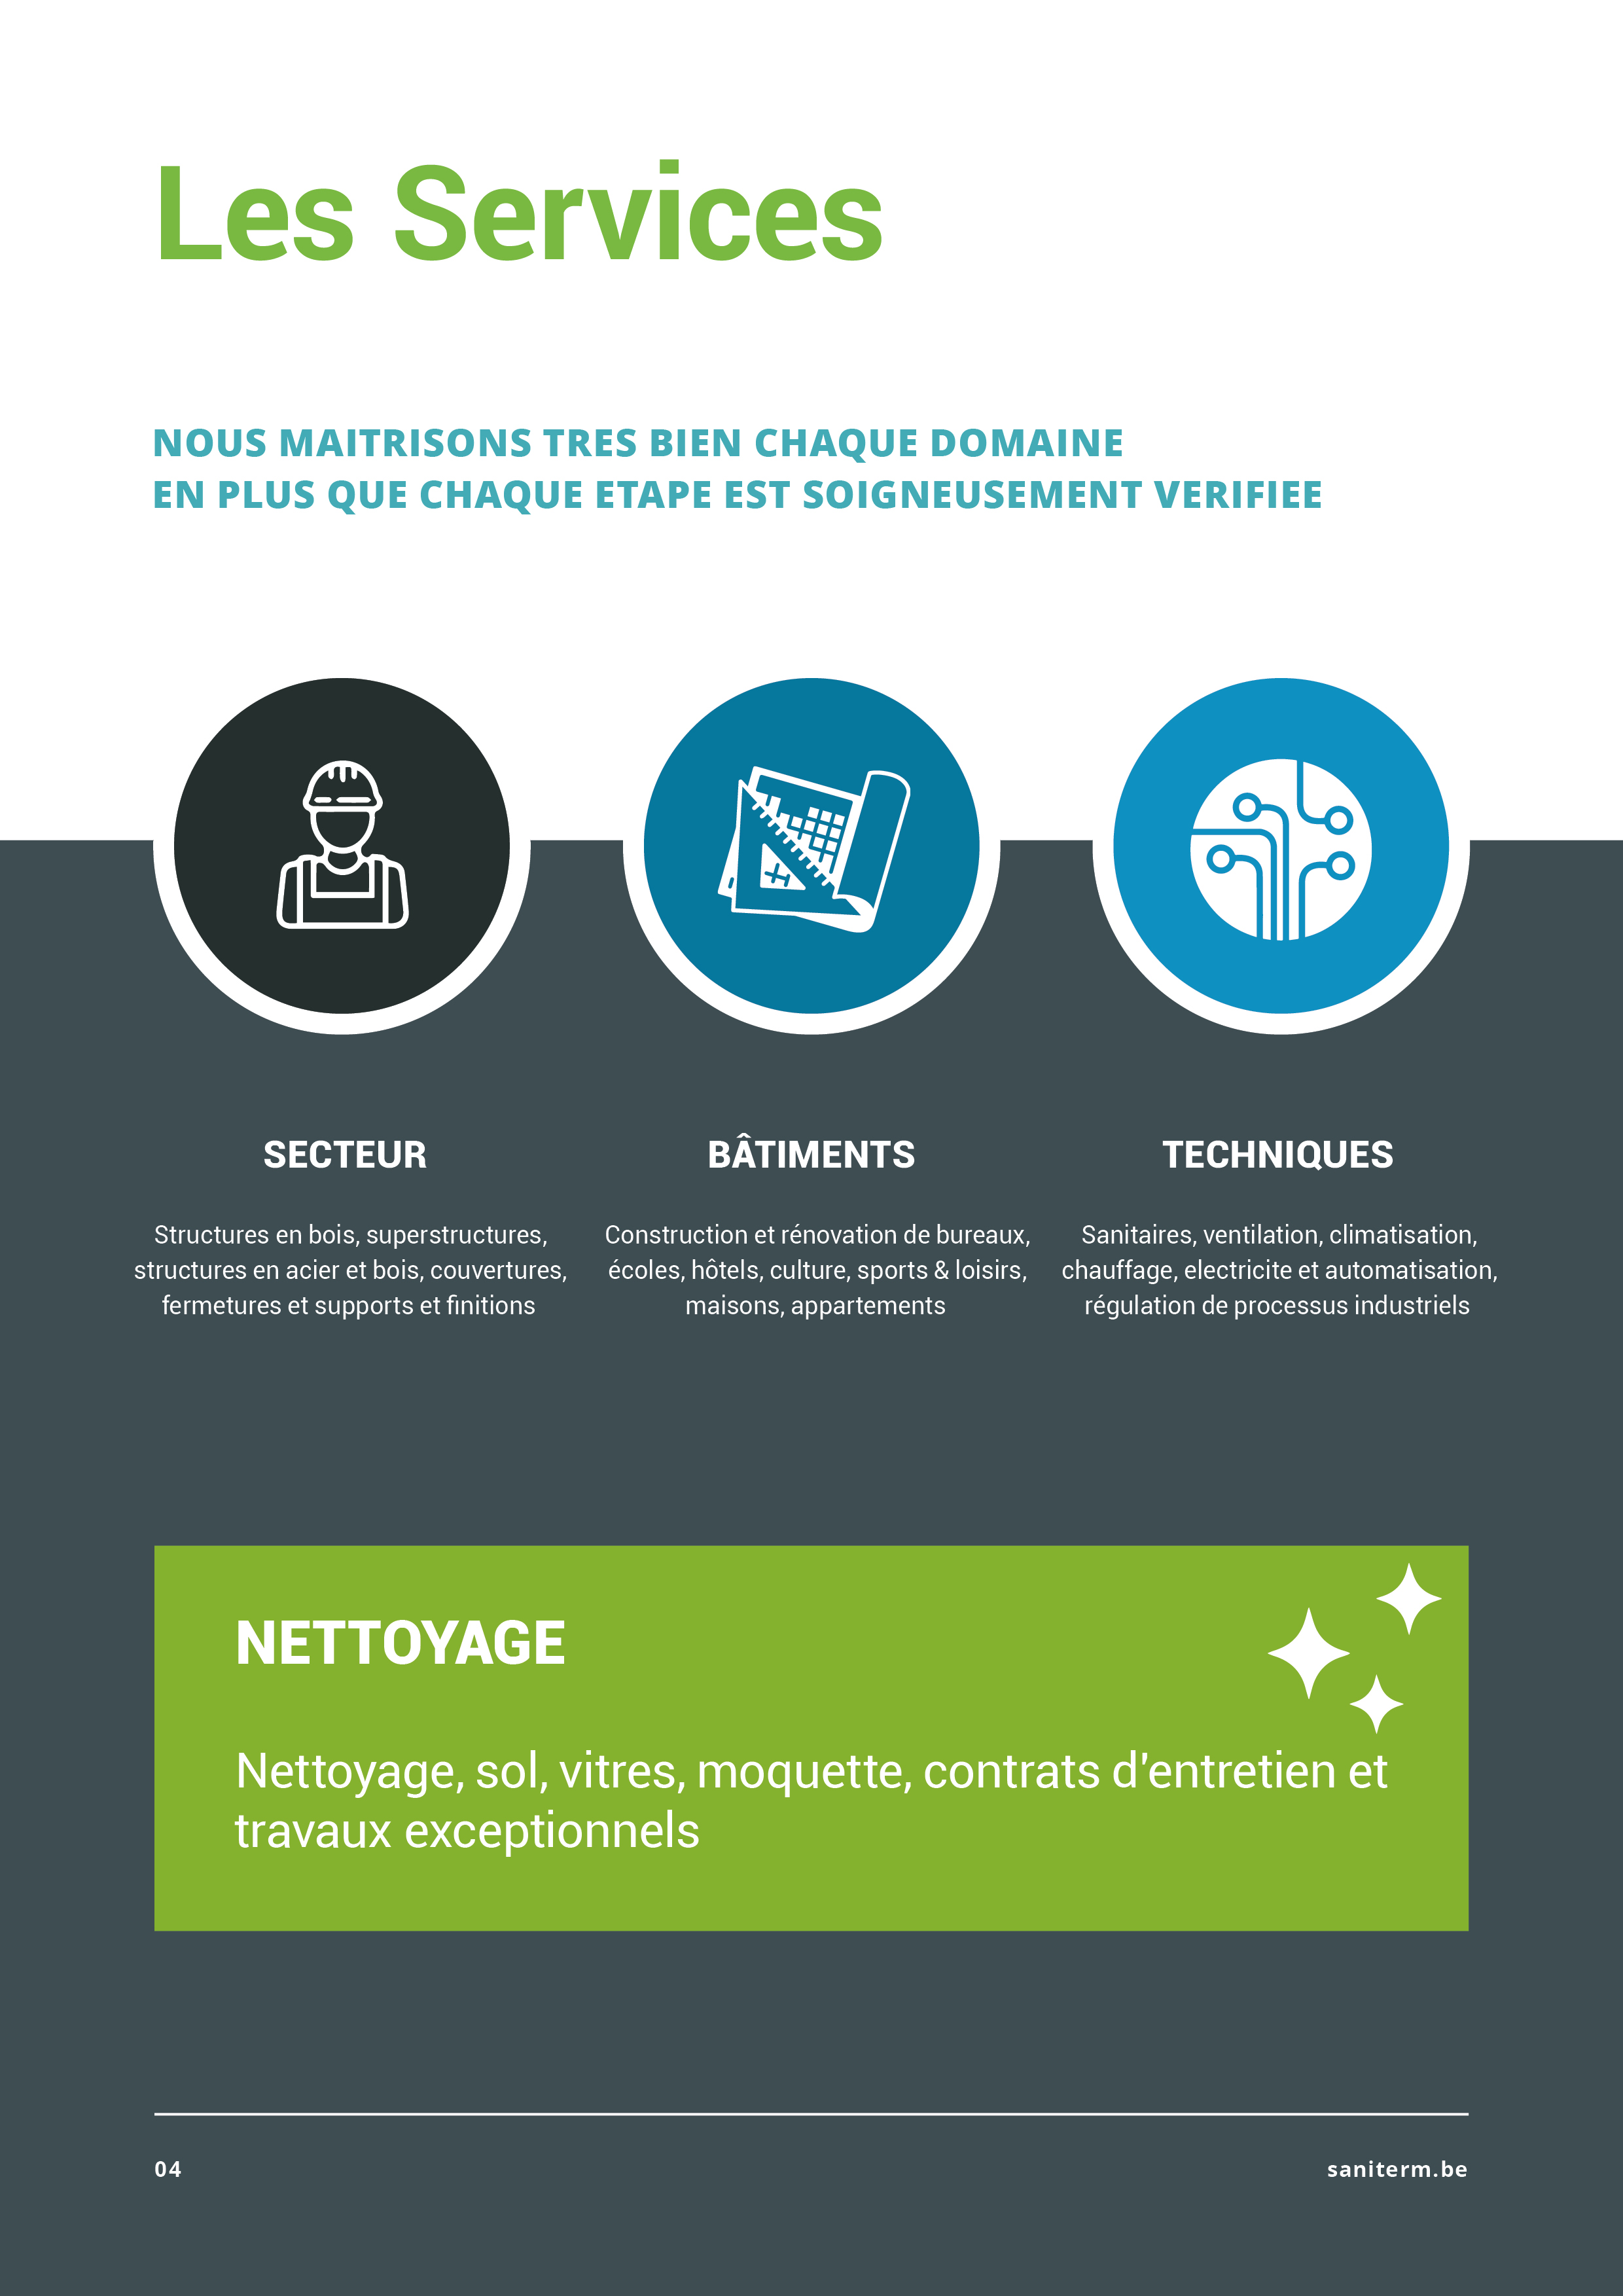 Les Services
NOUS MAITRISONS TRES BIEN CHAQUE DOMAINE
EN PLUS QUE CHAQUE ETAPE EST SOIGNEUSEMENT VERIFIEE
SECTEUR
Structures en bois, superstructures,
structures en acier et bois, couvertures,
fermetures et supports et finitions
BÂTIMENTS
Construction et rénovation de bureaux,
écoles, hôtels, culture, sports & loisirs,
maisons, appartements
TECHNIQUES
Sanitaires, ventilation, climatisation,
chauffage, electricite et automatisation,
régulation de processus industriels
NETTOYAGE
Nettoyage, sol, vitres, moquette, contrats d'entretien et
travaux exceptionnels
04
saniterm.be